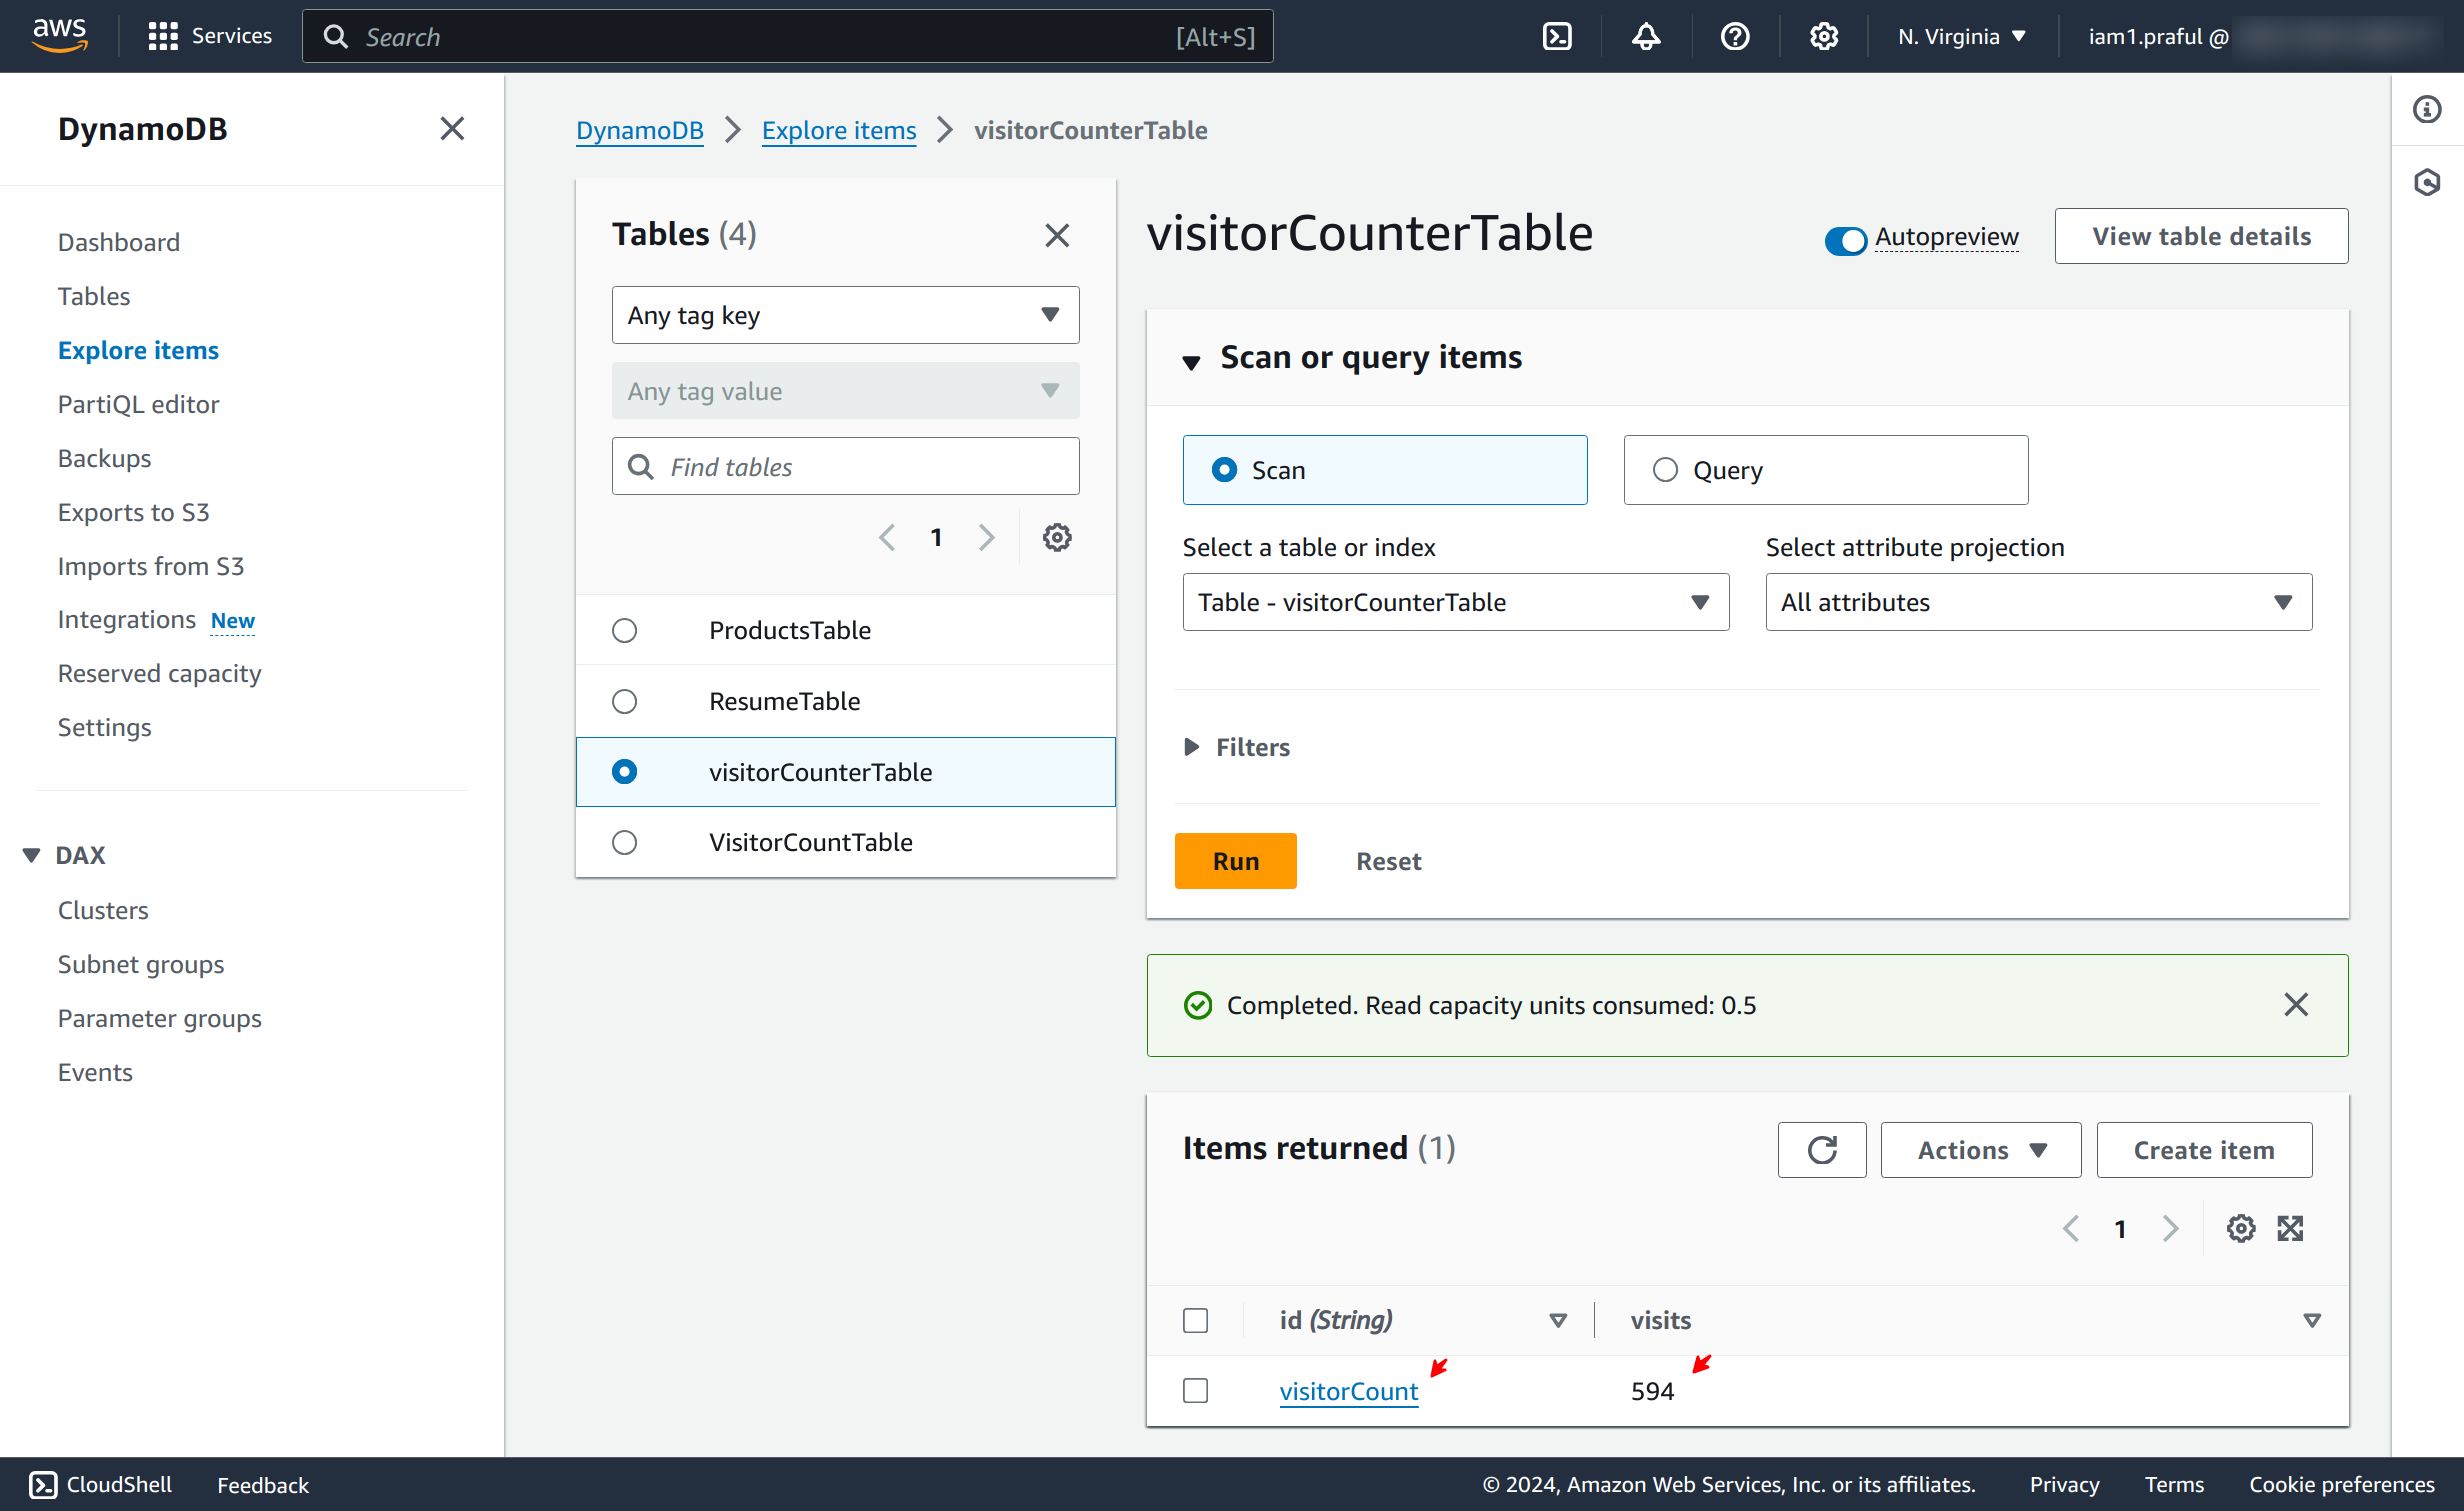 aws Services Search [Alt+S] N. Virginia iam1.praful @
DynamoDB
Dashboard
Tables
Explore items
PartiQL editor
Backups
Exports to S3
Imports from S3
Integrations New
Reserved capacity
Settings
DAX
Clusters
Subnet groups
Parameter groups
Events
DynamoDB Explore items visitorCounterTable
Tables (4)
Any tag key
Any tag value
Find tables
1
ProductsTable
ResumeTable
visitorCounterTable
VisitorCountTable
visitorCounterTable Autopreview View table details
Scan or query items
Scan Query
Select a table or index Select attribute projection
Table - visitorCounterTable All attributes
Filters
Run Reset
Completed. Read capacity units consumed: 0.5
Items returned (1) Actions Create item
1
id (String) visits
visitorCount 594
CloudShell Feedback © 2024, Amazon Web Services, Inc. or its affiliates. Privacy Terms Cookie preferences